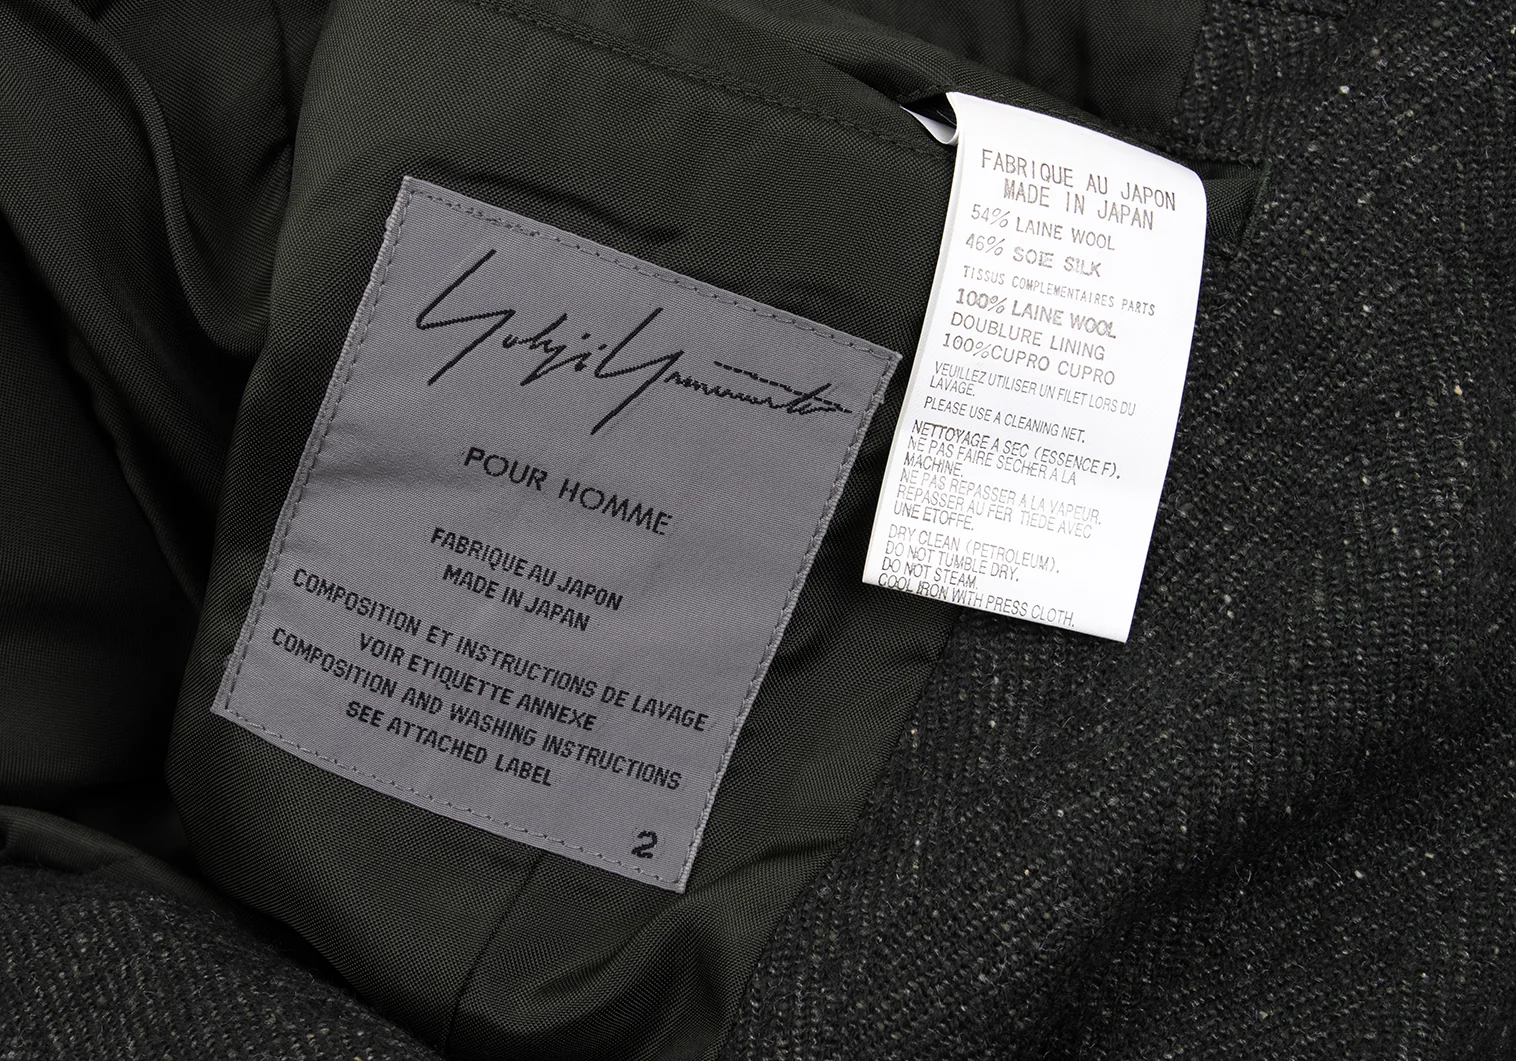 Yohji Yamamoto
POUR HOMME
FABRIQUE AU JAPON
MADE IN JAPAN
COMPOSITION ET INSTRUCTIONS DE LAVAGE
VOIR ETIQUETTE ANNEXE
COMPOSITION AND WASHING INSTRUCTIONS
SEE ATTACHED LABEL
2
FABRIQUE AU JAPON
MADE IN JAPAN
54% LAINE WOOL
46% SOIE SILK
TISSUS COMPLEMENTAIRES PARTS
100% LAINE WOOL
DOUBLURE LINING
100%CUPRO CUPRO
VEUILLEZ UTILISER UN FILET LORS DU
LAVAGE.
PLEASE USE A CLEANING NET.
NETTOYAGE A SEC (ESSENCE F).
NE PAS FAIRE SECHER A LA
MACHINE.
NE PAS REPASSER A LA VAPEUR.
REPASSER AU FER TIEDE AVEC
UNE ETOFFE.
DRY CLEAN (PETROLEUM).
DO NOT TUMBLE DRY.
DO NOT STEAM.
COOL IRON WITH PRESS CLOTH.